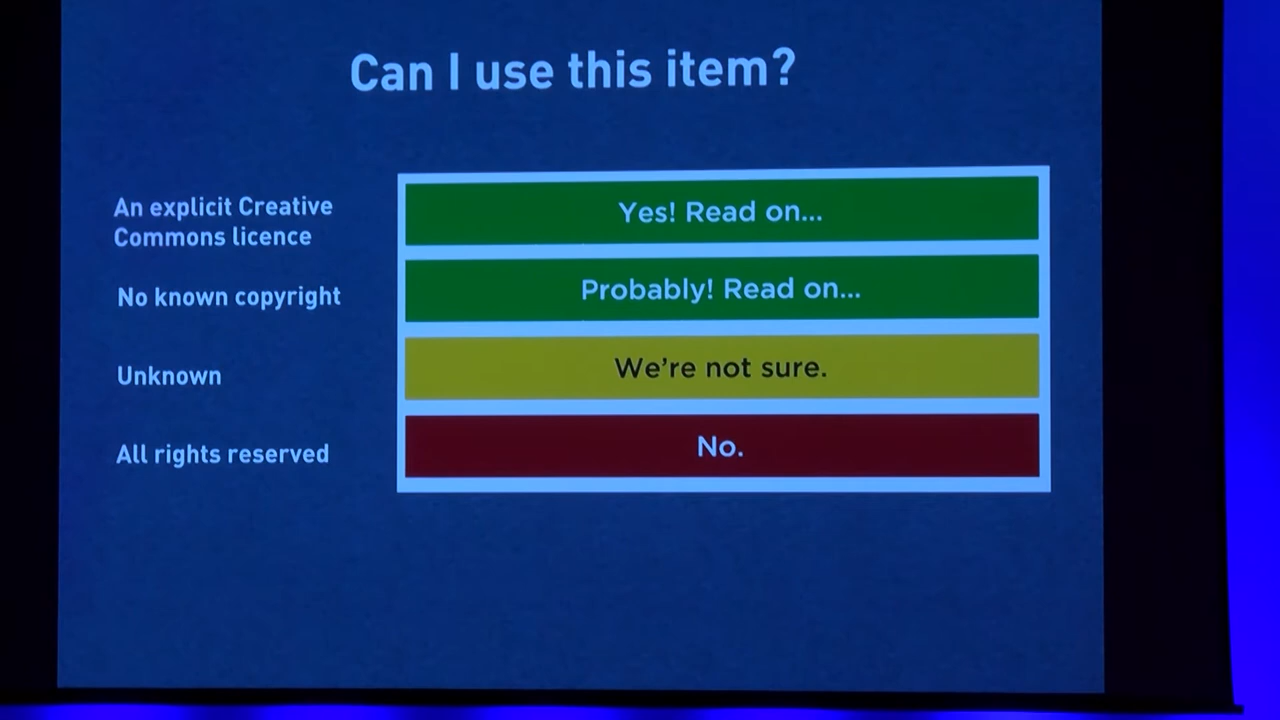 Can I use this item?
An explicit Creative
Commons licence
Yes! Read on...
No known copyright
Probably! Read on...
Unknown
We're not sure.
All rights reserved
No.